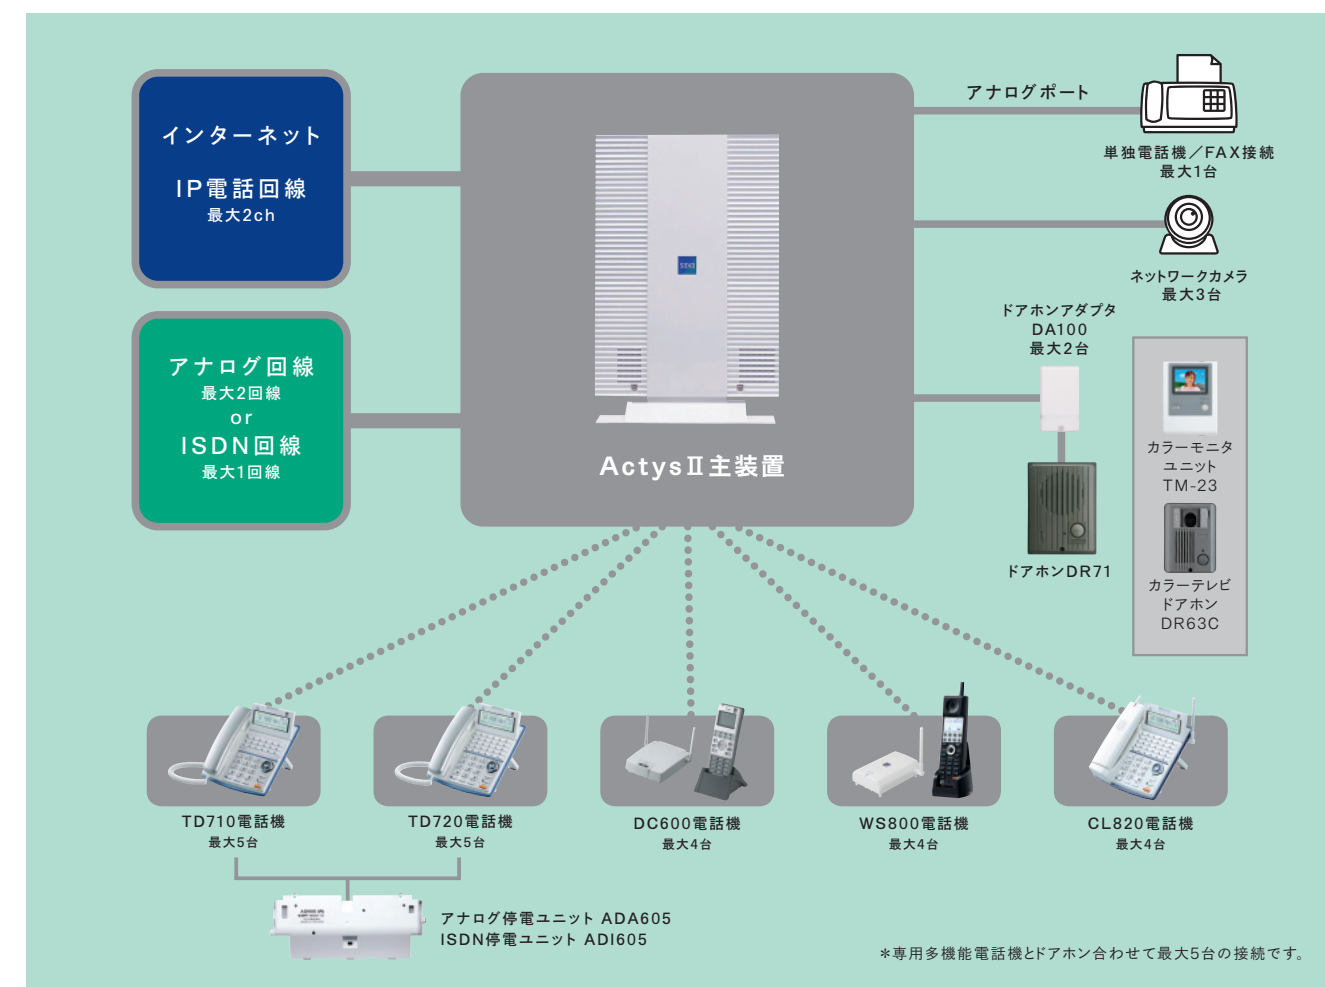 インターネット
IP電話回線
最大2ch
アナログ回線
最大2回線
or
ISDN回線
最大1回線
SAXA
ActysⅡ主装置
アナログポート
単独電話機／FAX接続
最大1台
ネットワークカメラ
最大3台
ドアホンアダプタ
DA100
最大2台
ドアホンDR71
カラーモニタ
ユニット
TM-23
カラーテレビ
ドアホン
DR63C
TD710電話機
最大5台
TD720電話機
最大5台
DC600電話機
最大4台
WS800電話機
最大4台
CL820電話機
最大4台
アナログ停電ユニット ADA605
ISDN停電ユニット ADI605
＊専用多機能電話機とドアホン合わせて最大5台の接続です。